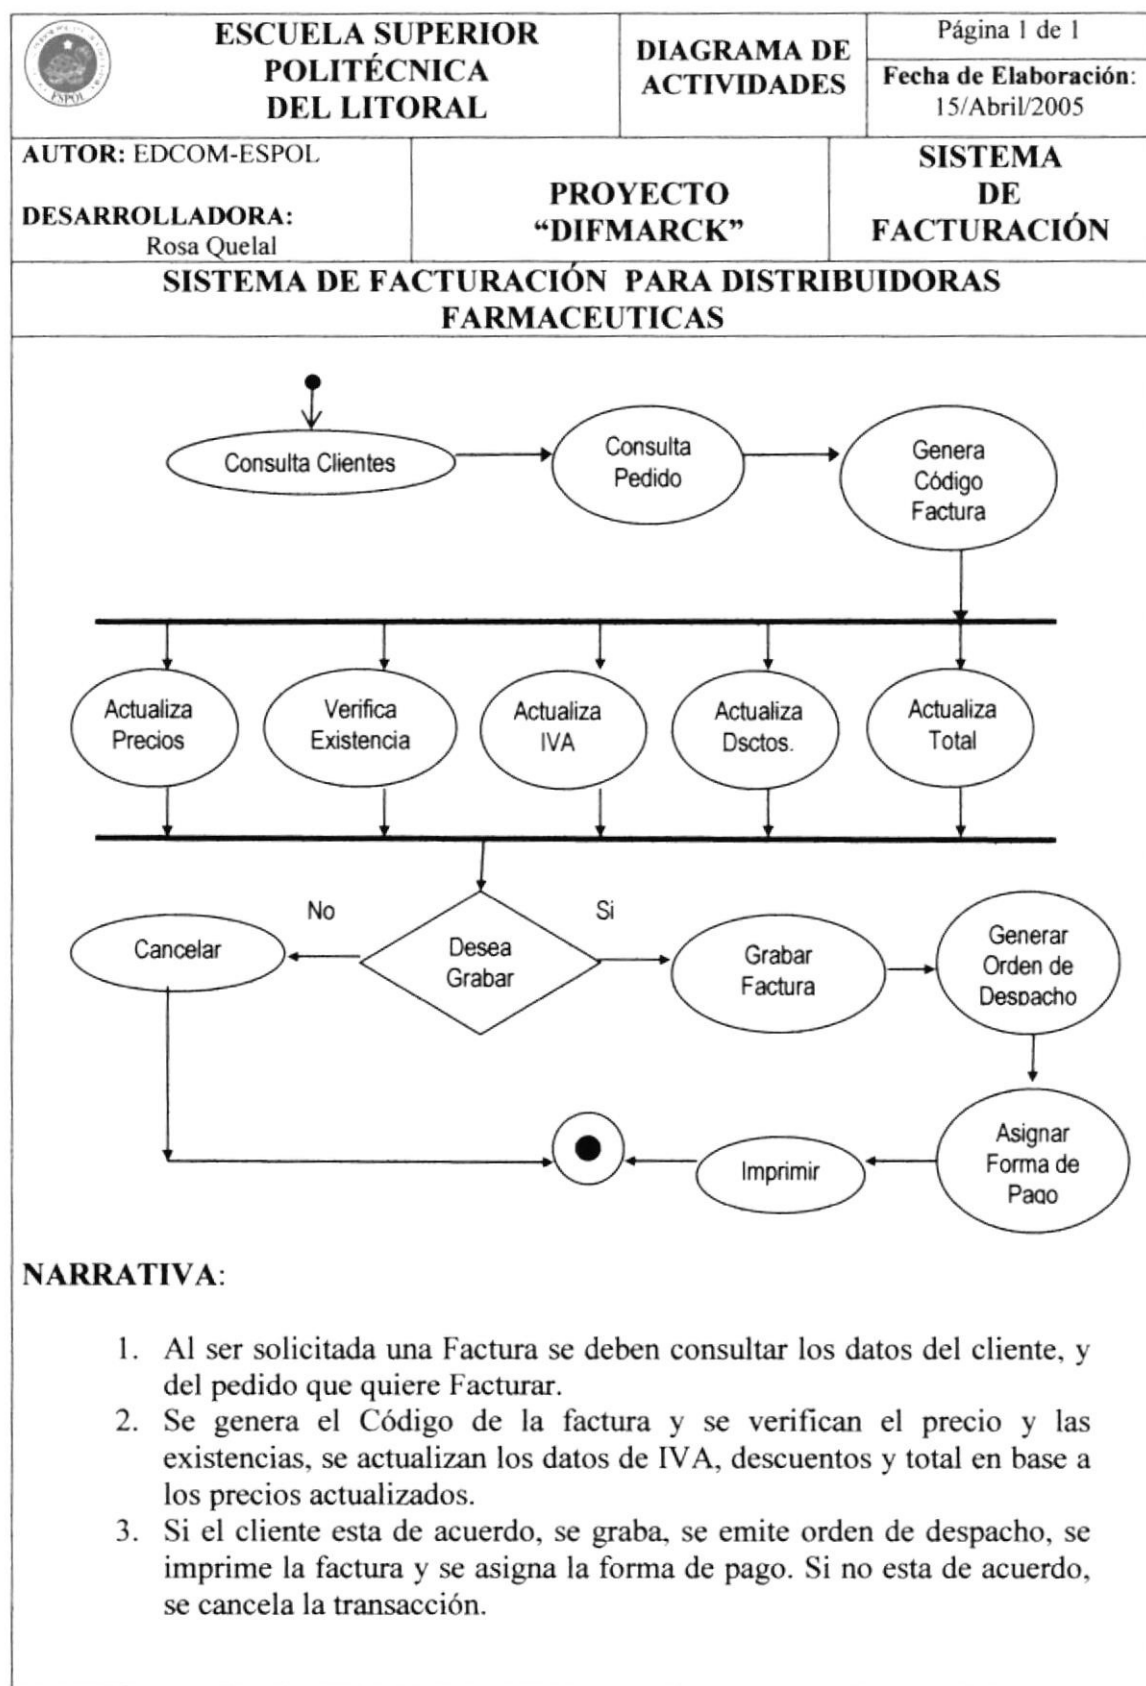 ESCUELA SUPERIOR
POLITÉCNICA
DEL LITORAL
DIAGRAMA DE
ACTIVIDADES
Página 1 de 1
Fecha de Elaboración:
15/Abril/2005
ESPOL
AUTOR: EDCOM-ESPOL
DESARROLLADORA:
Rosa Quelal
PROYECTO
“DIFMARCK”
SISTEMA
DE
FACTURACIÓN
SISTEMA DE FACTURACIÓN PARA DISTRIBUIDORAS
FARMACEUTICAS
Consulta Clientes
Consulta
Pedido
Genera
Código
Factura
Actualiza
Precios
Verifica
Existencia
Actualiza
IVA
Actualiza
Dsctos.
Actualiza
Total
No
Si
Cancelar
Desea
Grabar
Grabar
Factura
Generar
Orden de
Despacho
Asignar
Forma de
Pago
Imprimir
NARRATIVA:
1. Al ser solicitada una Factura se deben consultar los datos del cliente, y
del pedido que quiere Facturar.
2. Se genera el Código de la factura y se verifican el precio y las
existencias, se actualizan los datos de IVA, descuentos y total en base a
los precios actualizados.
3. Si el cliente esta de acuerdo, se graba, se emite orden de despacho, se
imprime la factura y se asigna la forma de pago. Si no esta de acuerdo,
se cancela la transacción.